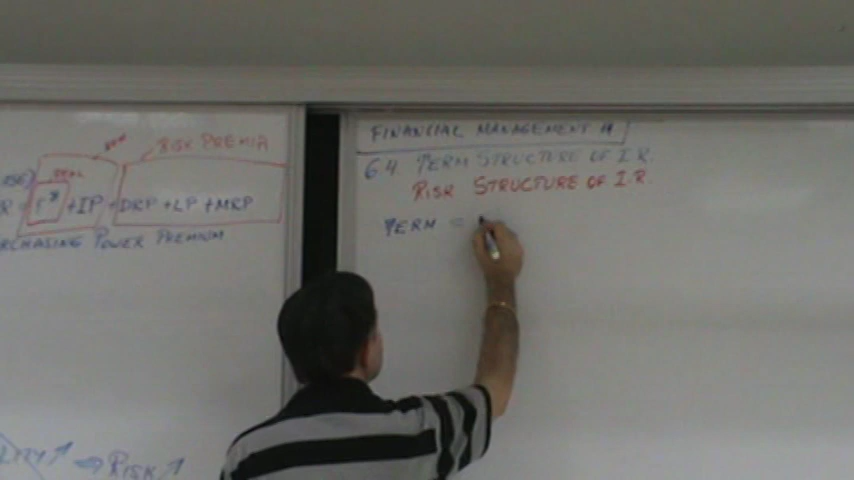 RISK PREMIA
R = r* + IP + DRP + LP + MRP
PURCHASING POWER PREMIUM
RISK
FINANCIAL MANAGEMENT
6.4 TERM STRUCTURE OF I.R.
RISK STRUCTURE OF I.R.
TERM =